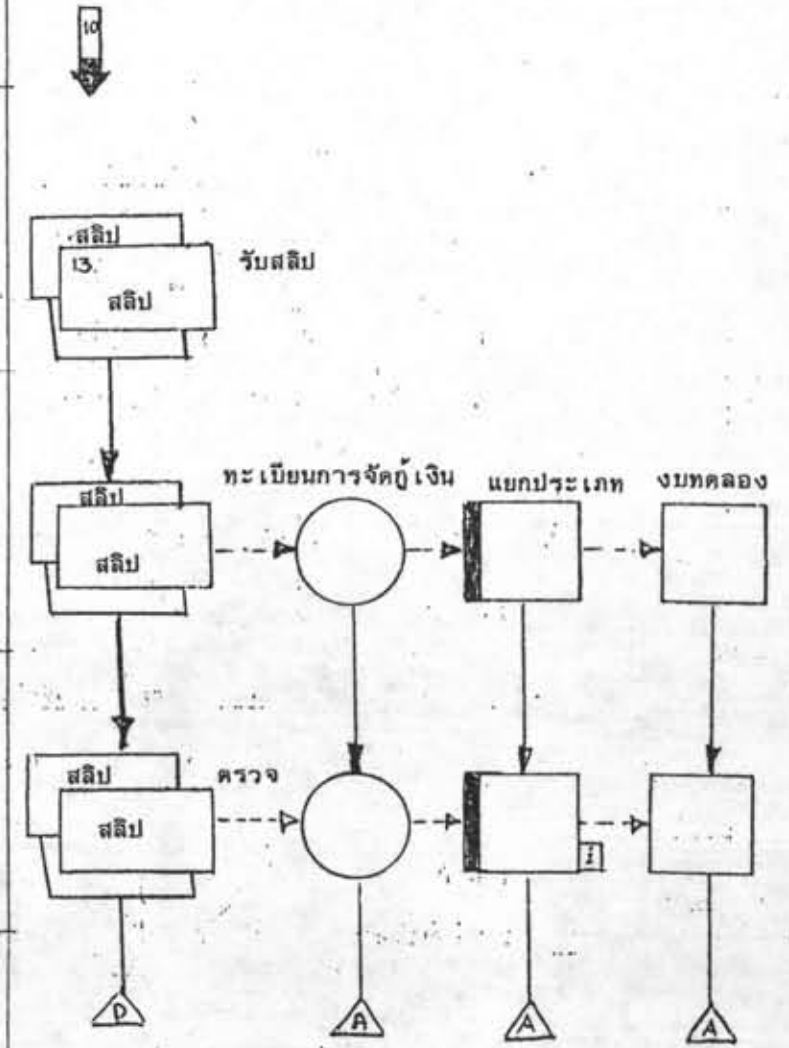 10
สลิป
13.
สลิป
รับสลิป
ทะเบียนการจัดกู้เงิน
แยกประเภท
งบทดลอง
สลิป
สลิป
สลิป
ตรวจ
สลิป
i
D
A
A
A